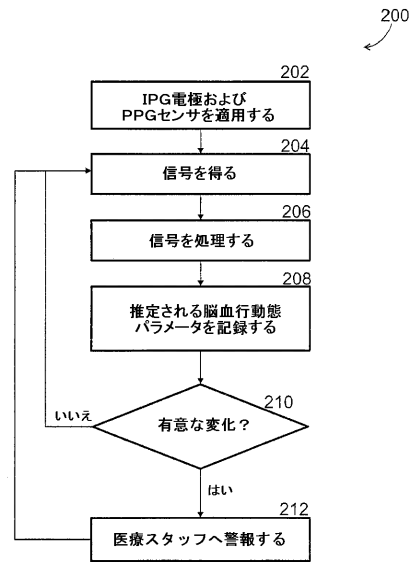 200
202
IPG電極および
PPGセンサを適用する
204
信号を得る
206
信号を処理する
208
推定される脳血行動態
パラメータを記録する
210
有意な変化？
いいえ
はい
212
医療スタッフへ警報する